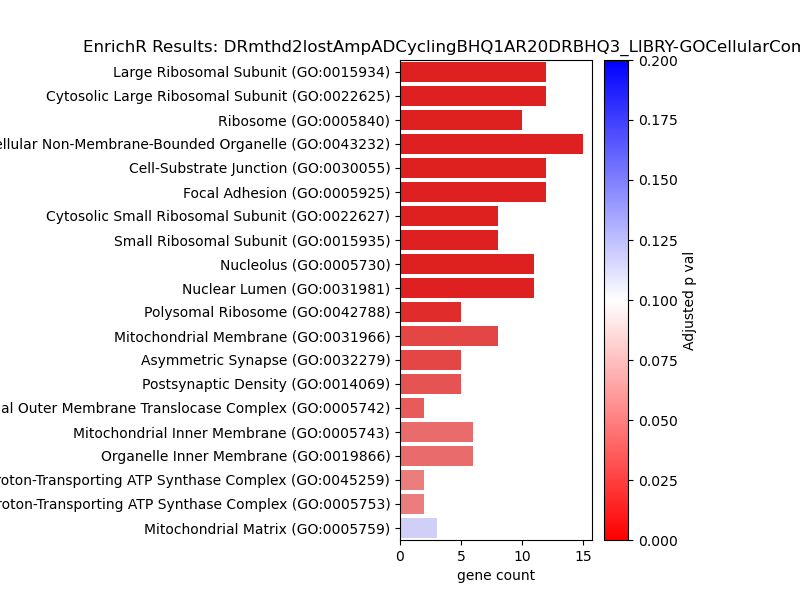 EnrichR Results: DRmthd2lostAmpADCyclingBHQ1AR20DRBHQ3_LIBRY-GOCellularCom
Large Ribosomal Subunit (GO:0015934)
Cytosolic Large Ribosomal Subunit (GO:0022625)
Ribosome (GO:0005840)
ellular Non-Membrane-Bounded Organelle (GO:0043232)
Cell-Substrate Junction (GO:0030055)
Focal Adhesion (GO:0005925)
Cytosolic Small Ribosomal Subunit (GO:0022627)
Small Ribosomal Subunit (GO:0015935)
Nucleolus (GO:0005730)
Nuclear Lumen (GO:0031981)
Polysomal Ribosome (GO:0042788)
Mitochondrial Membrane (GO:0031966)
Asymmetric Synapse (GO:0032279)
Postsynaptic Density (GO:0014069)
al Outer Membrane Translocase Complex (GO:0005742)
Mitochondrial Inner Membrane (GO:0005743)
Organelle Inner Membrane (GO:0019866)
roton-Transporting ATP Synthase Complex (GO:0045259)
roton-Transporting ATP Synthase Complex (GO:0005753)
Mitochondrial Matrix (GO:0005759)
0 5 10 15
gene count
0.200
0.175
0.150
0.125
0.100
0.075
0.050
0.025
0.000
Adjusted p val